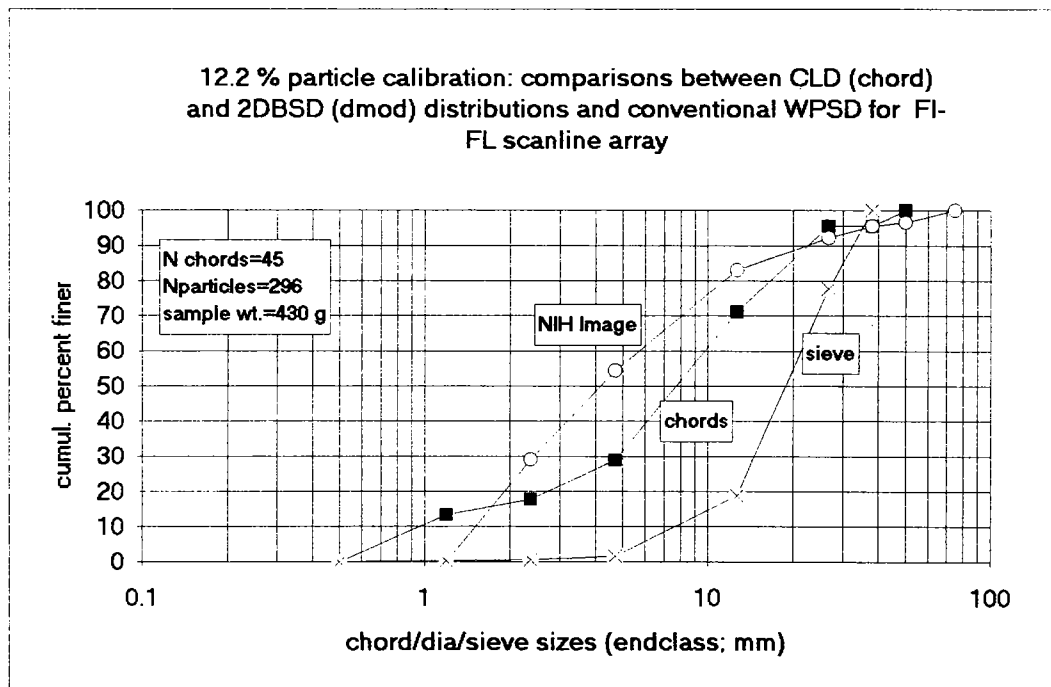 12.2 % particle calibration: comparisons between CLD (chord)
and 2DBSD (dmod) distributions and conventional WPSD for FI-
FL scanline array
100
90
80
70
60
50
40
30
20
10
0
cumul. percent finer
N chords=45
Nparticles=296
sample wt.=430 g
NIH Image
sieve
chords
0.1
1
10
100
chord/dia/sieve sizes (endclass; mm)